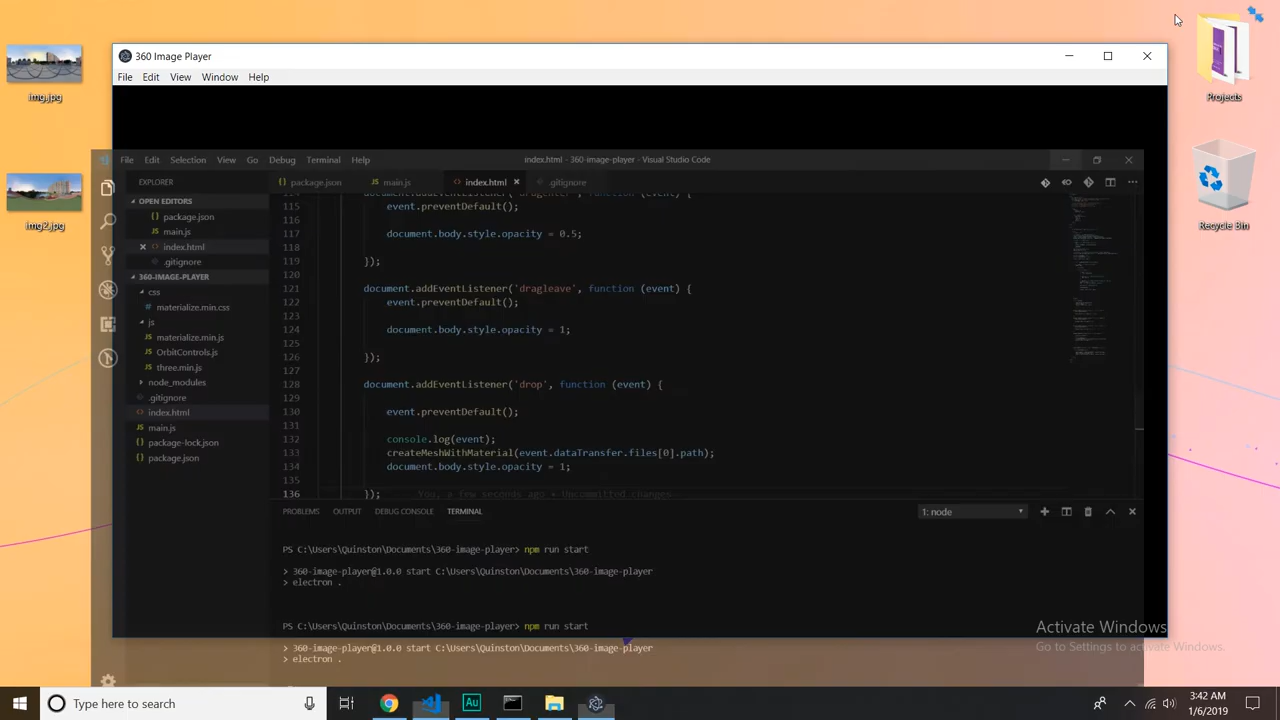 360 Image Player
File Edit View Window Help
img.jpg
img2.jpg
Projects
Recycle Bin
File Edit Selection View Go Debug Terminal Help
index.html - 360-image-player - Visual Studio Code
EXPLORER
OPEN EDITORS
package.json
main.js
index.html
.gitignore
360-IMAGE-PLAYER
css
materialize.min.css
js
materialize.min.js
OrbitControls.js
three.min.js
node_modules
.gitignore
index.html
main.js
package-lock.json
package.json
package.json main.js index.html .gitignore
115 event.preventDefault();
116
117 document.body.style.opacity = 0.5;
118
119 });
120
121 document.addEventListener('dragleave', function (event) {
122 event.preventDefault();
123
124 document.body.style.opacity = 1;
125
126 });
127
128 document.addEventListener('drop', function (event) {
129
130 event.preventDefault();
131
132 console.log(event);
133 createMeshWithMaterial(event.dataTransfer.files[0].path);
134 document.body.style.opacity = 1;
135
136 }); You, a few seconds ago • Uncommitted changes
PROBLEMS OUTPUT DEBUG CONSOLE TERMINAL 1: node
PS C:\Users\Quinston\Documents\360-image-player> npm run start
> 360-image-player@1.0.0 start C:\Users\Quinston\Documents\360-image-player
> electron .
PS C:\Users\Quinston\Documents\360-image-player> npm run start
> 360-image-player@1.0.0 start C:\Users\Quinston\Documents\360-image-player
> electron .
Activate Windows
Go to Settings to activate Windows.
Type here to search
Au
3:42 AM
1/6/2019